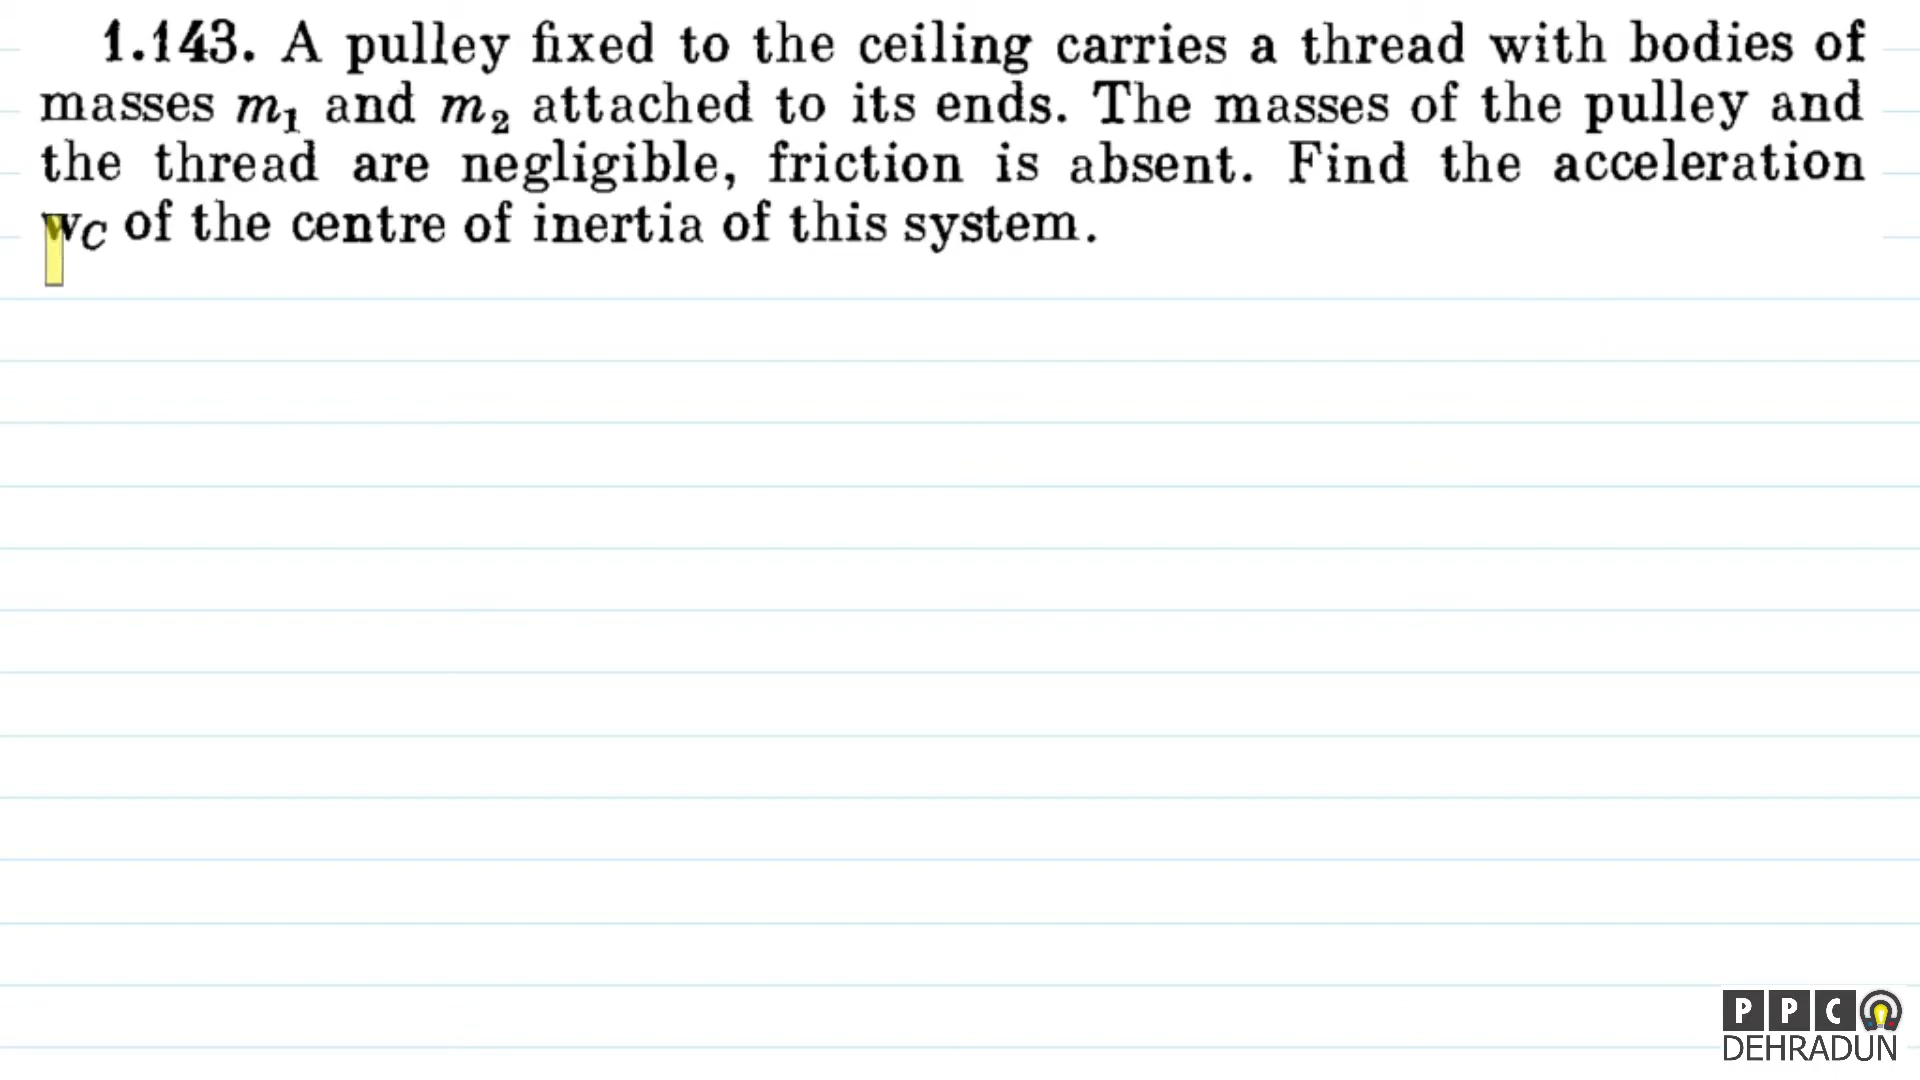 1.143. A pulley fixed to the ceiling carries a thread with bodies of
masses m₁ and m₂ attached to its ends. The masses of the pulley and
the thread are negligible, friction is absent. Find the acceleration
w_C of the centre of inertia of this system.
PPC
DEHRADUN